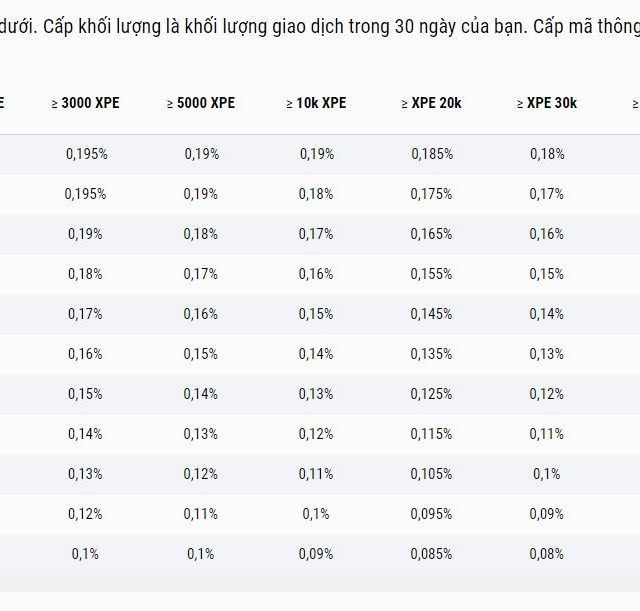 dưới. Cấp khối lượng là khối lượng giao dịch trong 30 ngày của bạn. Cấp mã thông
E ≥ 3000 XPE ≥ 5000 XPE ≥ 10k XPE ≥ XPE 20k ≥ XPE 30k ≥
0,195% 0,19% 0,19% 0,185% 0,18%
0,195% 0,19% 0,18% 0,175% 0,17%
0,19% 0,18% 0,17% 0,165% 0,16%
0,18% 0,17% 0,16% 0,155% 0,15%
0,17% 0,16% 0,15% 0,145% 0,14%
0,16% 0,15% 0,14% 0,135% 0,13%
0,15% 0,14% 0,13% 0,125% 0,12%
0,14% 0,13% 0,12% 0,115% 0,11%
0,13% 0,12% 0,11% 0,105% 0,1%
0,12% 0,11% 0,1% 0,095% 0,09%
0,1% 0,1% 0,09% 0,085% 0,08%